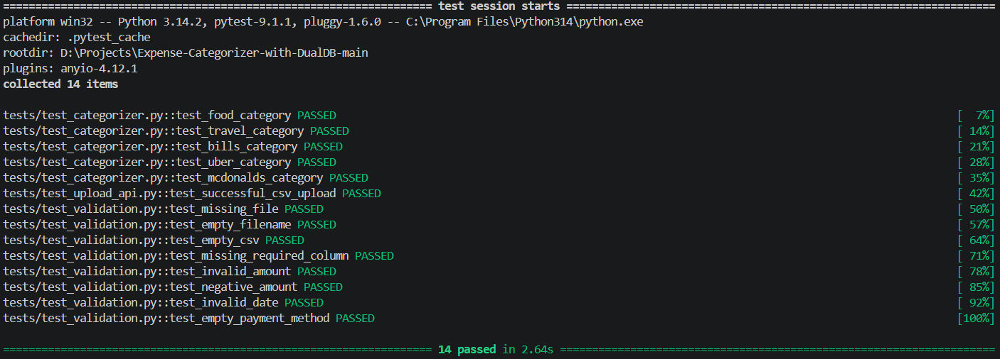 =================================================================== test session starts ===================================================================
platform win32 -- Python 3.14.2, pytest-9.1.1, pluggy-1.6.0 -- C:\Program Files\Python314\python.exe
cachedir: .pytest_cache
rootdir: D:\Projects\Expense-Categorizer-with-DualDB-main
plugins: anyio-4.12.1
collected 14 items

tests/test_categorizer.py::test_food_category PASSED [  7%]
tests/test_categorizer.py::test_travel_category PASSED [ 14%]
tests/test_categorizer.py::test_bills_category PASSED [ 21%]
tests/test_categorizer.py::test_uber_category PASSED [ 28%]
tests/test_categorizer.py::test_mcdonalds_category PASSED [ 35%]
tests/test_upload_api.py::test_successful_csv_upload PASSED [ 42%]
tests/test_validation.py::test_missing_file PASSED [ 50%]
tests/test_validation.py::test_empty_filename PASSED [ 57%]
tests/test_validation.py::test_empty_csv PASSED [ 64%]
tests/test_validation.py::test_missing_required_column PASSED [ 71%]
tests/test_validation.py::test_invalid_amount PASSED [ 78%]
tests/test_validation.py::test_negative_amount PASSED [ 85%]
tests/test_validation.py::test_invalid_date PASSED [ 92%]
tests/test_validation.py::test_empty_payment_method PASSED [100%]

=================================================================== 14 passed in 2.64s ====================================================================